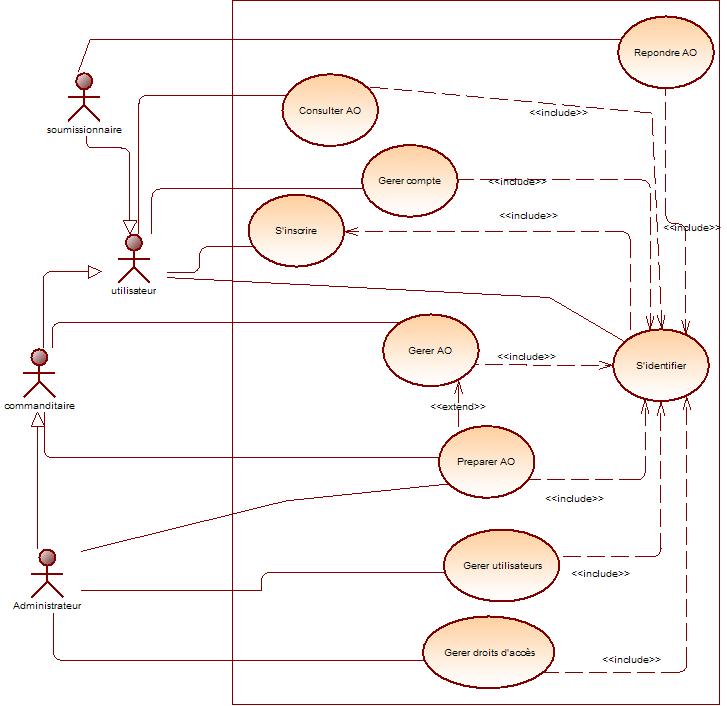 Repondre AO
soumissionnaire
Consulter AO
<<include>>
Gerer compte
<<include>>
<<include>>
S'inscrire
<<include>>
utilisateur
Gerer AO
<<include>>
S'identifier
commanditaire
<<extend>>
Preparer AO
<<include>>
Gerer utilisateurs
<<include>>
Administrateur
Gerer droits d'accès
<<include>>